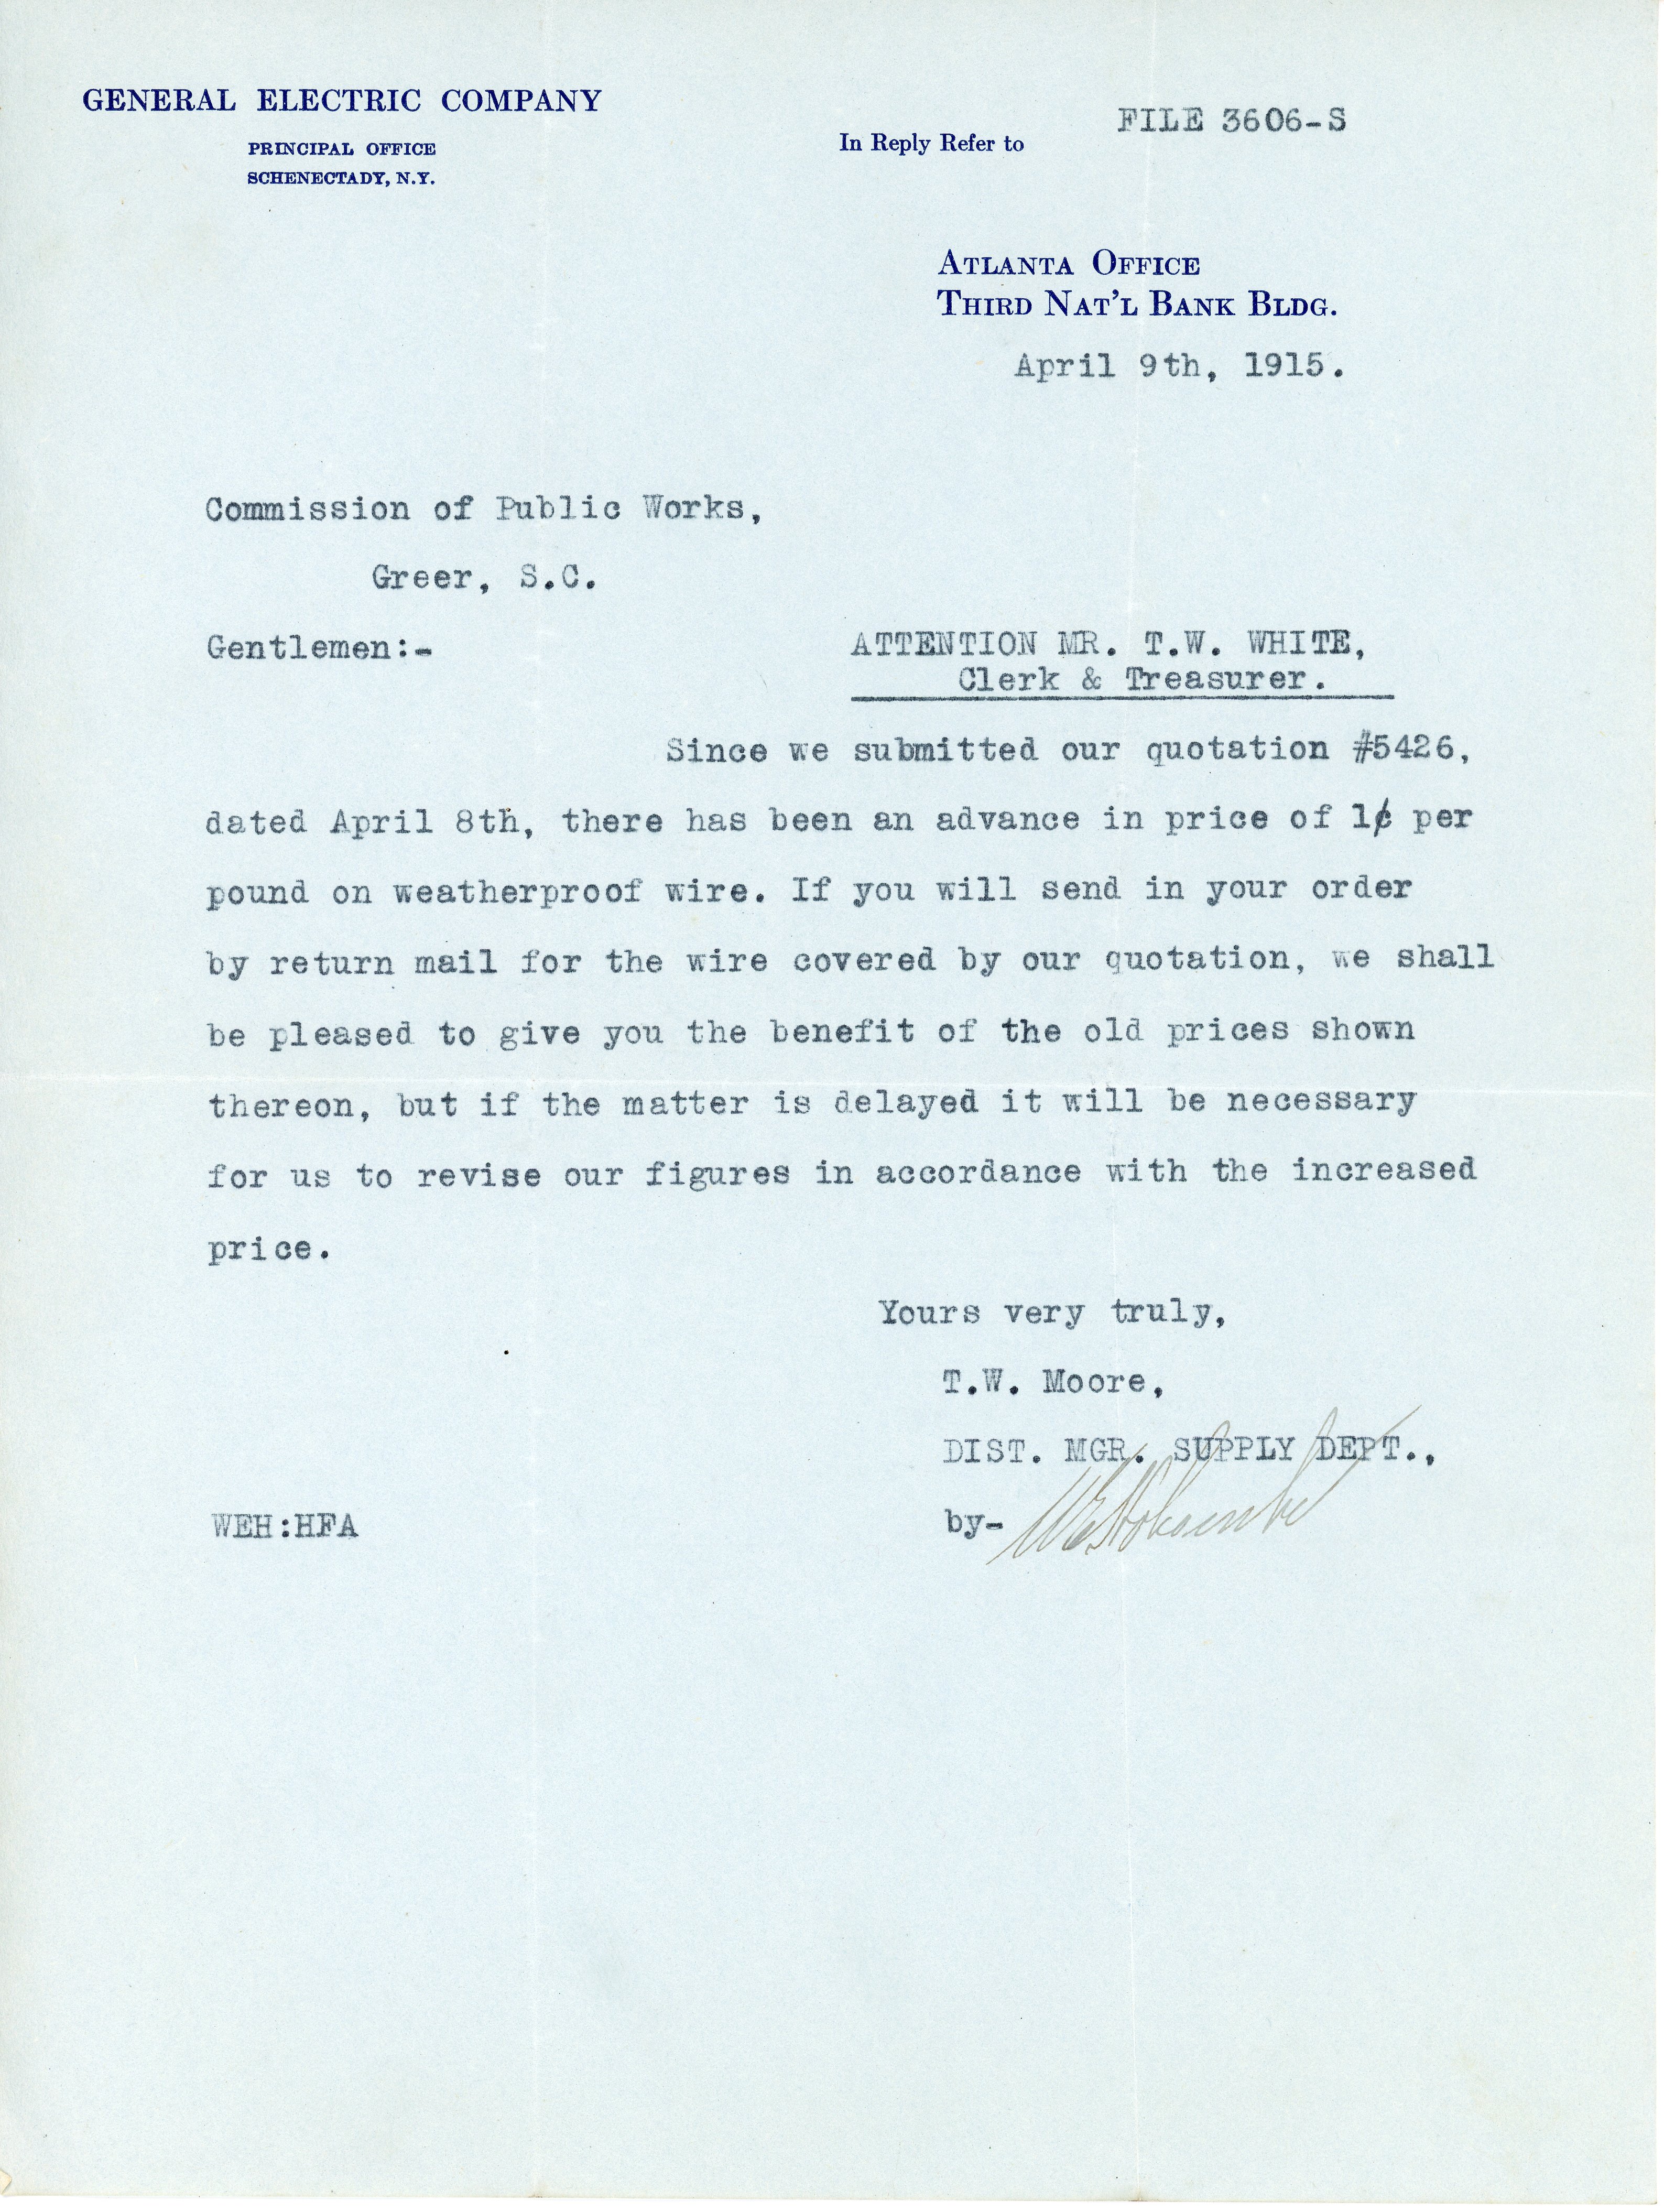 GENERAL ELECTRIC COMPANY
PRINCIPAL OFFICE
SCHENECTADY, N.Y.
In Reply Refer to
FILE 3606-S
ATLANTA OFFICE
THIRD NAT'L BANK BLDG.
April 9th, 1915.
Commission of Public Works,
Greer, S.C.
Gentlemen:-
ATTENTION MR. T.W. WHITE,
Clerk & Treasurer.
Since we submitted our quotation #5426,
dated April 8th, there has been an advance in price of 1¢ per
pound on weatherproof wire. If you will send in your order
by return mail for the wire covered by our quotation, we shall
be pleased to give you the benefit of the old prices shown
thereon, but if the matter is delayed it will be necessary
for us to revise our figures in accordance with the increased
price.
Yours very truly,
T.W. Moore,
DIST. MGR. SUPPLY DEPT.,
by-
WEH:HFA